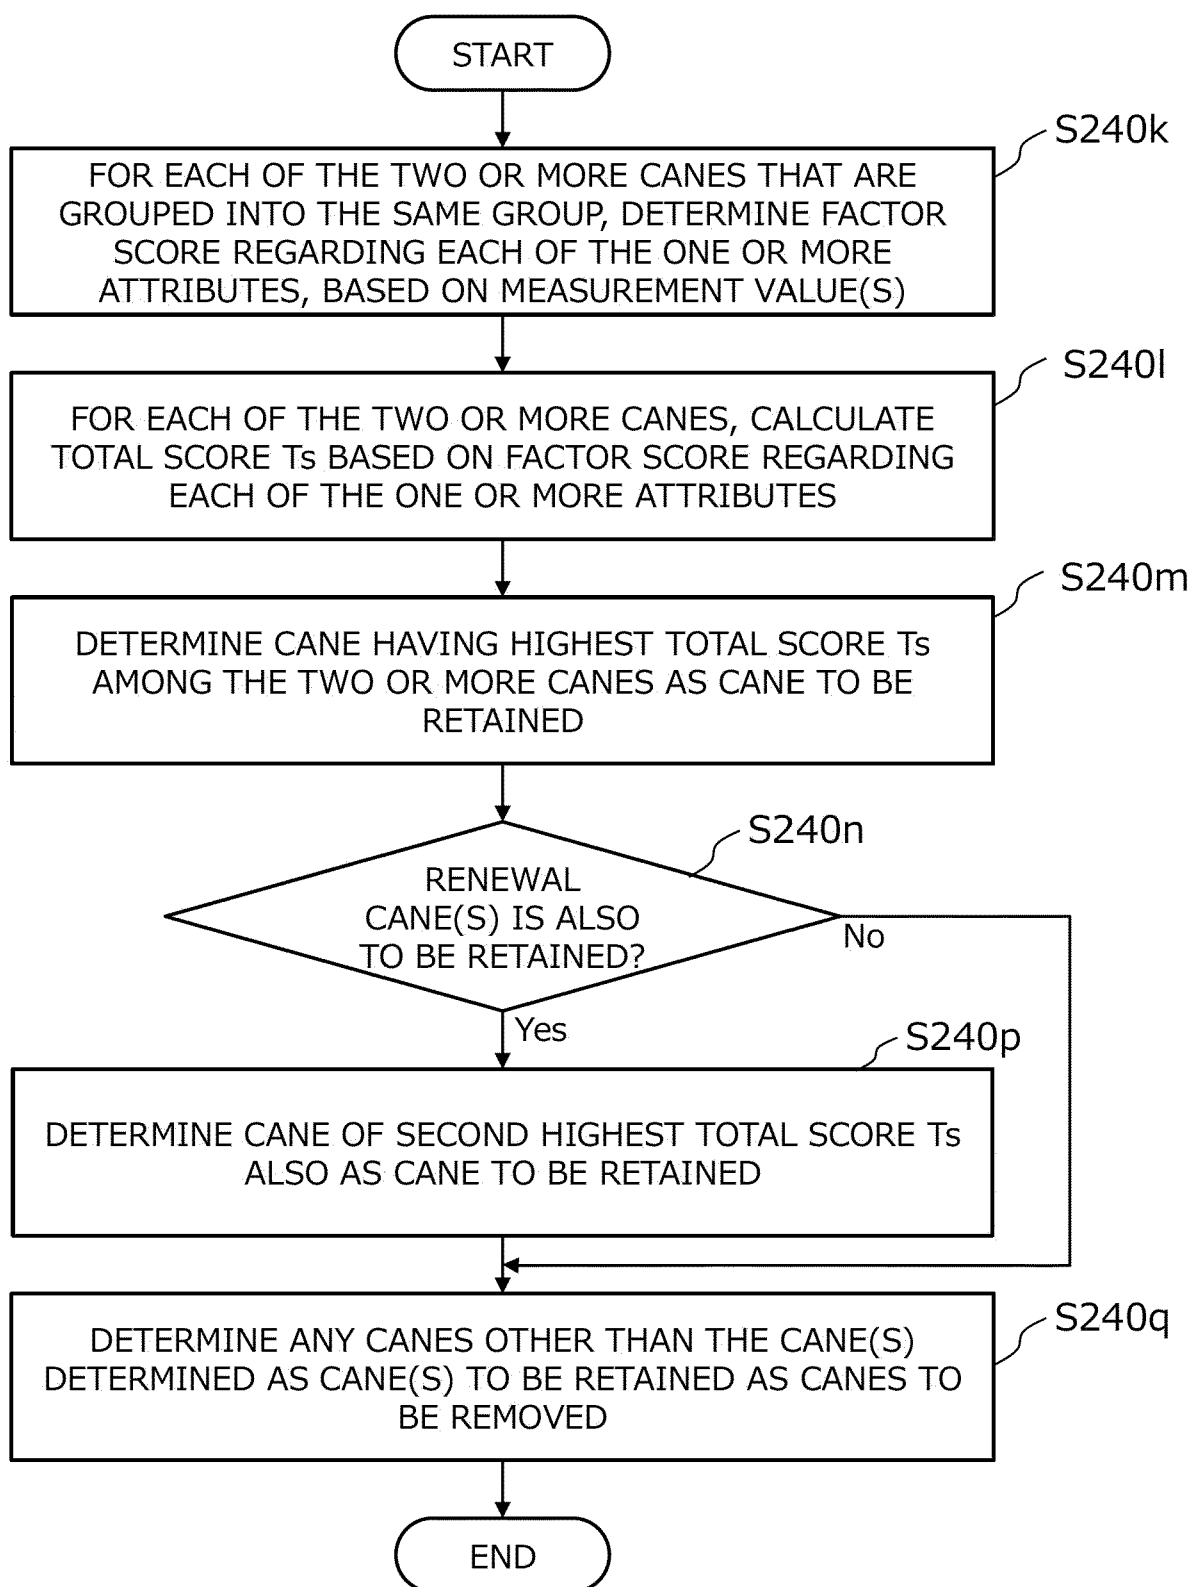 START
S240k
FOR EACH OF THE TWO OR MORE CANES THAT ARE
GROUPED INTO THE SAME GROUP, DETERMINE FACTOR
SCORE REGARDING EACH OF THE ONE OR MORE
ATTRIBUTES, BASED ON MEASUREMENT VALUE(S)
S240l
FOR EACH OF THE TWO OR MORE CANES, CALCULATE
TOTAL SCORE Ts BASED ON FACTOR SCORE REGARDING
EACH OF THE ONE OR MORE ATTRIBUTES
S240m
DETERMINE CANE HAVING HIGHEST TOTAL SCORE Ts
AMONG THE TWO OR MORE CANES AS CANE TO BE
RETAINED
S240n
RENEWAL
CANE(S) IS ALSO
TO BE RETAINED?
No
Yes
S240p
DETERMINE CANE OF SECOND HIGHEST TOTAL SCORE Ts
ALSO AS CANE TO BE RETAINED
S240q
DETERMINE ANY CANES OTHER THAN THE CANE(S)
DETERMINED AS CANE(S) TO BE RETAINED AS CANES TO
BE REMOVED
END